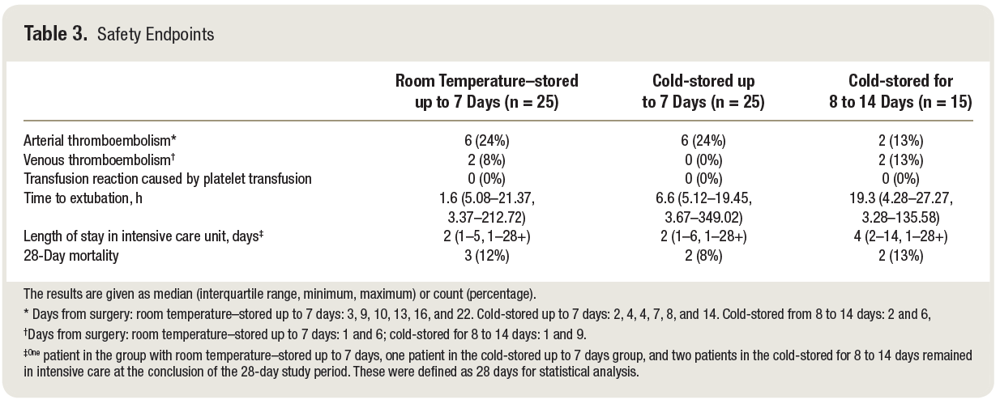 Table 3. Safety Endpoints
Room Temperature–stored up to 7 Days (n = 25) Cold-stored up to 7 Days (n = 25) Cold-stored for 8 to 14 Days (n = 15)
Arterial thromboembolism* 6 (24%) 6 (24%) 2 (13%)
Venous thromboembolism† 2 (8%) 0 (0%) 2 (13%)
Transfusion reaction caused by platelet transfusion 0 (0%) 0 (0%) 0 (0%)
Time to extubation, h 1.6 (5.08–21.37, 6.6 (5.12–19.45, 19.3 (4.28–27.27,
3.37–212.72) 3.67–349.02) 3.28–135.58)
Length of stay in intensive care unit, days‡ 2 (1–5, 1–28+) 2 (1–6, 1–28+) 4 (2–14, 1–28+)
28-Day mortality 3 (12%) 2 (8%) 2 (13%)
The results are given as median (interquartile range, minimum, maximum) or count (percentage).
* Days from surgery: room temperature–stored up to 7 days: 3, 9, 10, 13, 16, and 22. Cold-stored up to 7 days: 2, 4, 4, 7, 8, and 14. Cold-stored from 8 to 14 days: 2 and 6,
†Days from surgery: room temperature–stored up to 7 days: 1 and 6; cold-stored for 8 to 14 days: 1 and 9.
‡One patient in the group with room temperature–stored up to 7 days, one patient in the cold-stored up to 7 days group, and two patients in the cold-stored for 8 to 14 days remained
in intensive care at the conclusion of the 28-day study period. These were defined as 28 days for statistical analysis.